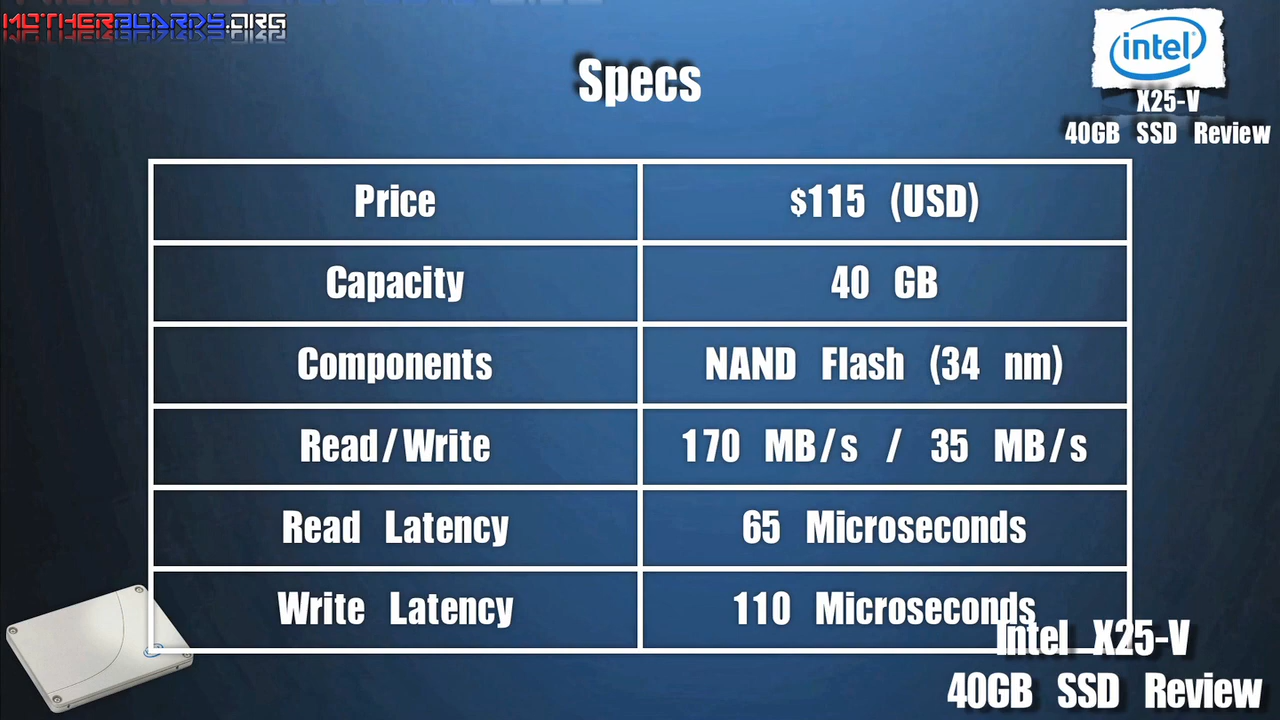 MOTHERBOARDS.ORG
intel
X25-V
40GB SSD Review
Specs
Price $115 (USD)
Capacity 40 GB
Components NAND Flash (34 nm)
Read/Write 170 MB/s / 35 MB/s
Read Latency 65 Microseconds
Write Latency 110 Microseconds
Intel X25-V
40GB SSD Review